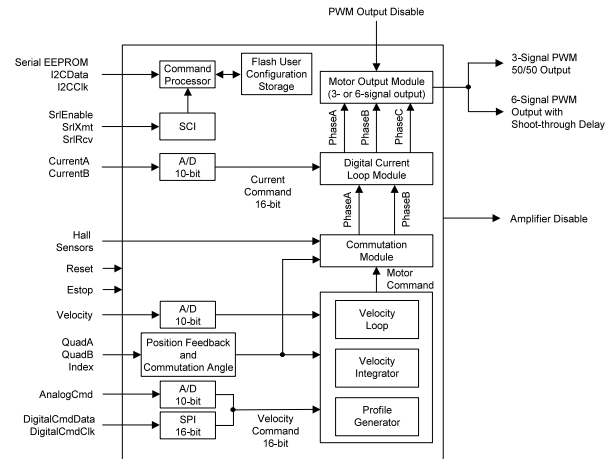 PWM Output Disable
Serial EEPROM
I2CData
I2CClk
Command
Processor
Flash User
Configuration
Storage
Motor Output Module
(3- or 6-signal output)
3-Signal PWM
50/50 Output
6-Signal PWM
Output with
Shoot-through Delay
SrlEnable
SrlXmt
SrlRcv
SCI
PhaseA
PhaseB
PhaseC
CurrentA
CurrentB
A/D
10-bit
Current
Command
16-bit
Digital Current
Loop Module
PhaseA
PhaseB
Amplifier Disable
Hall
Sensors
Commutation
Module
Reset
Motor
Command
Estop
Velocity
A/D
10-bit
Velocity
Loop
QuadA
QuadB
Index
Position Feedback
and
Commutation Angle
Velocity
Integrator
AnalogCmd
A/D
10-bit
DigitalCmdData
DigitalCmdClk
SPI
16-bit
Velocity
Command
16-bit
Profile
Generator